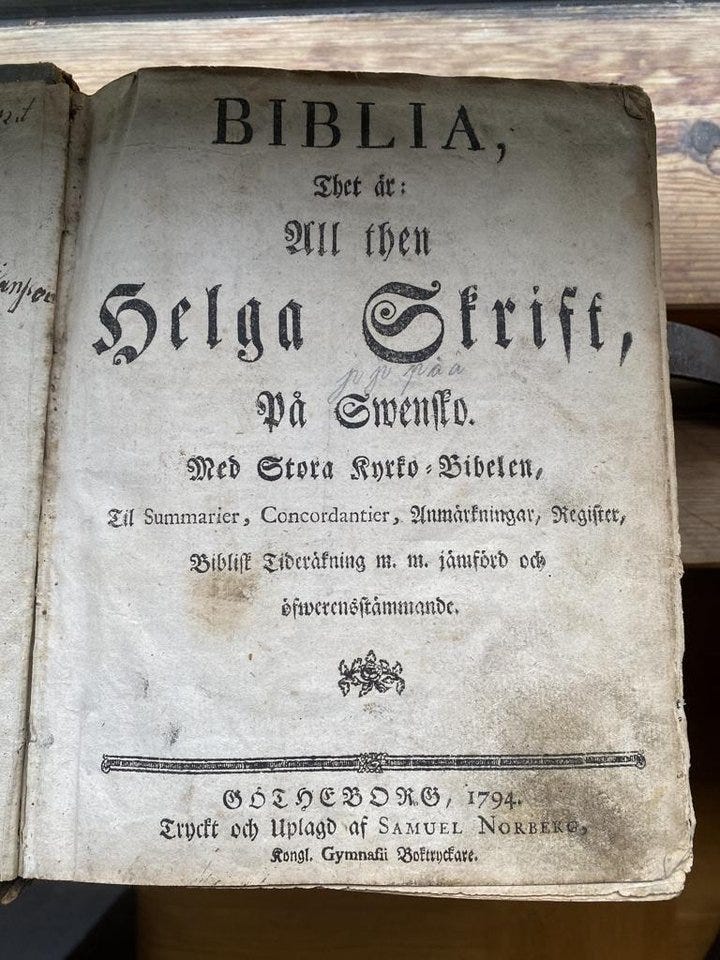 BIBLIA,
Thet är:
All then
Helga Skrift,
På Swensko.
Med Stora Kyrko-Bibelen,
Til Summarier, Concordantier, Anmärkningar, Register,
Biblisk Tideräkning m. m. jämförd och
öfwerensstämmande.
GÖTHEBORG, 1794.
Tryckt och Uplagd af SAMUEL NORBERG,
Kongl. Gymnasii Boktryckare.